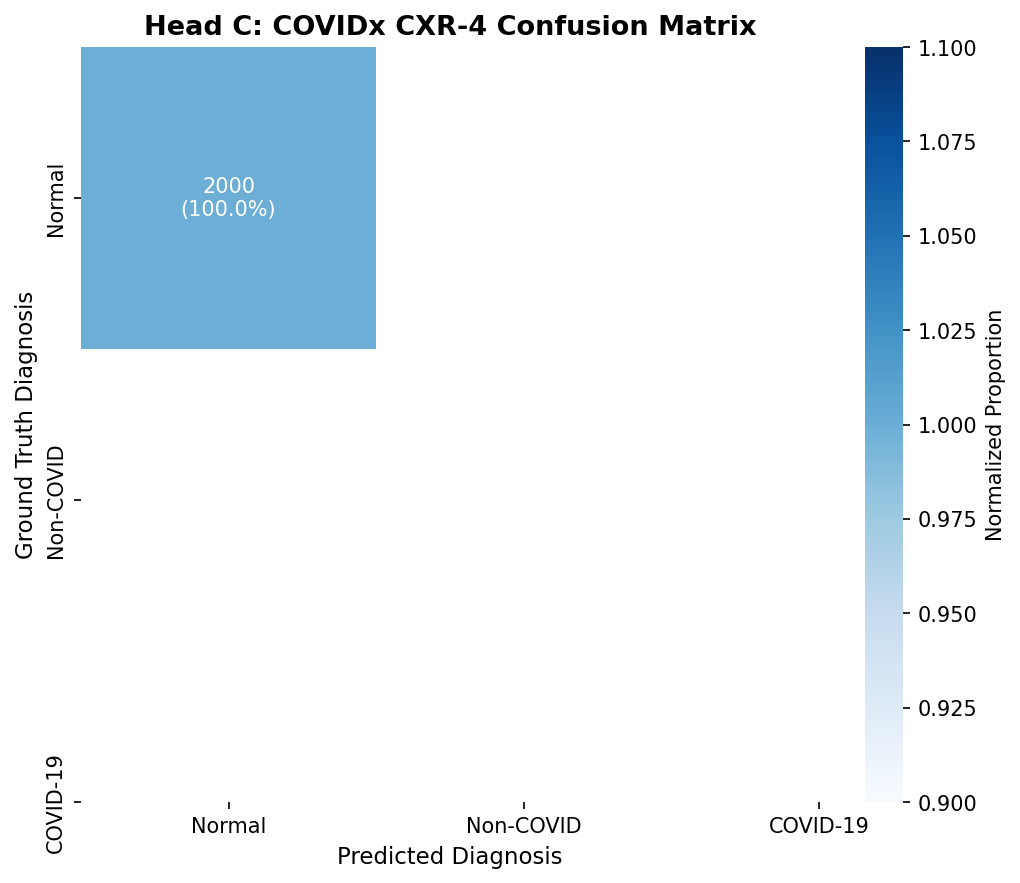 Head C: COVIDx CXR-4 Confusion Matrix
Ground Truth Diagnosis
Normal
Non-COVID
COVID-19
2000
(100.0%)
Normal
Non-COVID
COVID-19
Predicted Diagnosis
1.100
1.075
1.050
1.025
1.000
0.975
0.950
0.925
0.900
Normalized Proportion